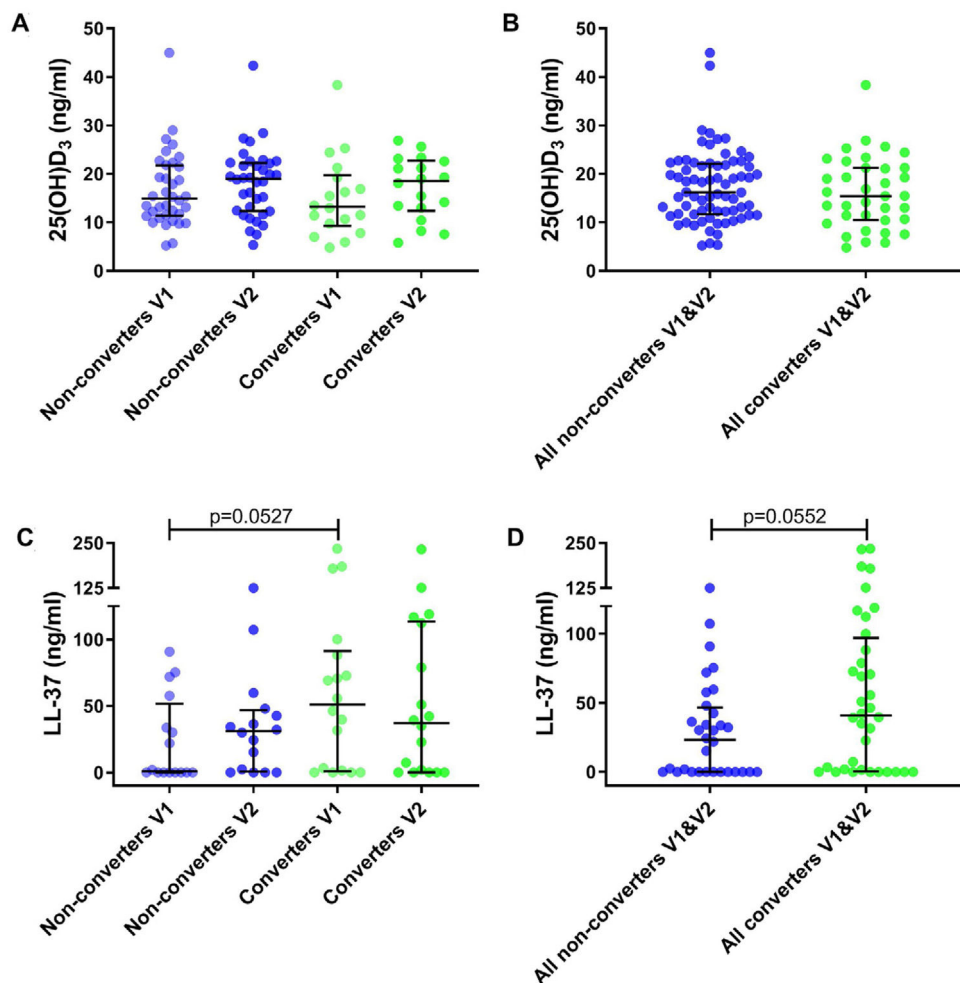 A
25(OH)D3 (ng/ml)
50
40
30
20
10
0
Non-converters V1
Non-converters V2
Converters V1
Converters V2
B
25(OH)D3 (ng/ml)
50
40
30
20
10
0
All non-converters V1&V2
All converters V1&V2
C
p=0.0527
LL-37 (ng/ml)
250
125
100
50
0
Non-converters V1
Non-converters V2
Converters V1
Converters V2
D
p=0.0552
LL-37 (ng/ml)
250
125
100
50
0
All non-converters V1&V2
All converters V1&V2